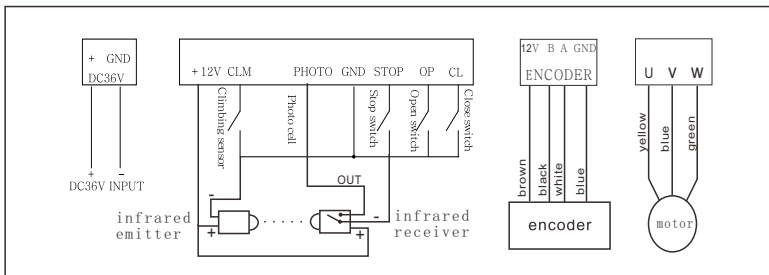 + GND
DC36V
+ -
DC36V INPUT
+12V CLM PHOTO GND STOP OP CL
Climbing sensor
Photo cell
Stop switch
Open switch
Close switch
OUT
-
+
-
+
infrared
emitter
infrared
receiver
12V B A GND
ENCODER
brown
black
white
blue
encoder
U V W
yellow
blue
green
motor